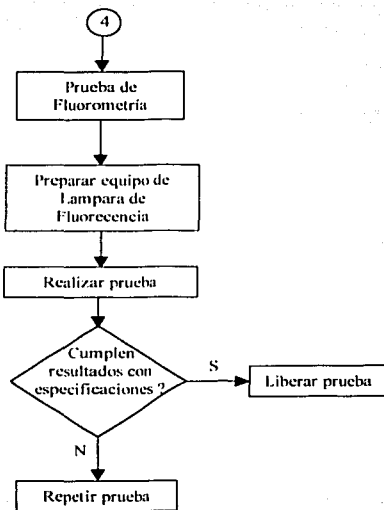 4
Prueba de
Fluorometría
Preparar equipo de
Lampara de
Fluorecencia
Realizar prueba
Cumplen
resultados con
especificaciones ?
S
Liberar prueba
N
Repetir prueba